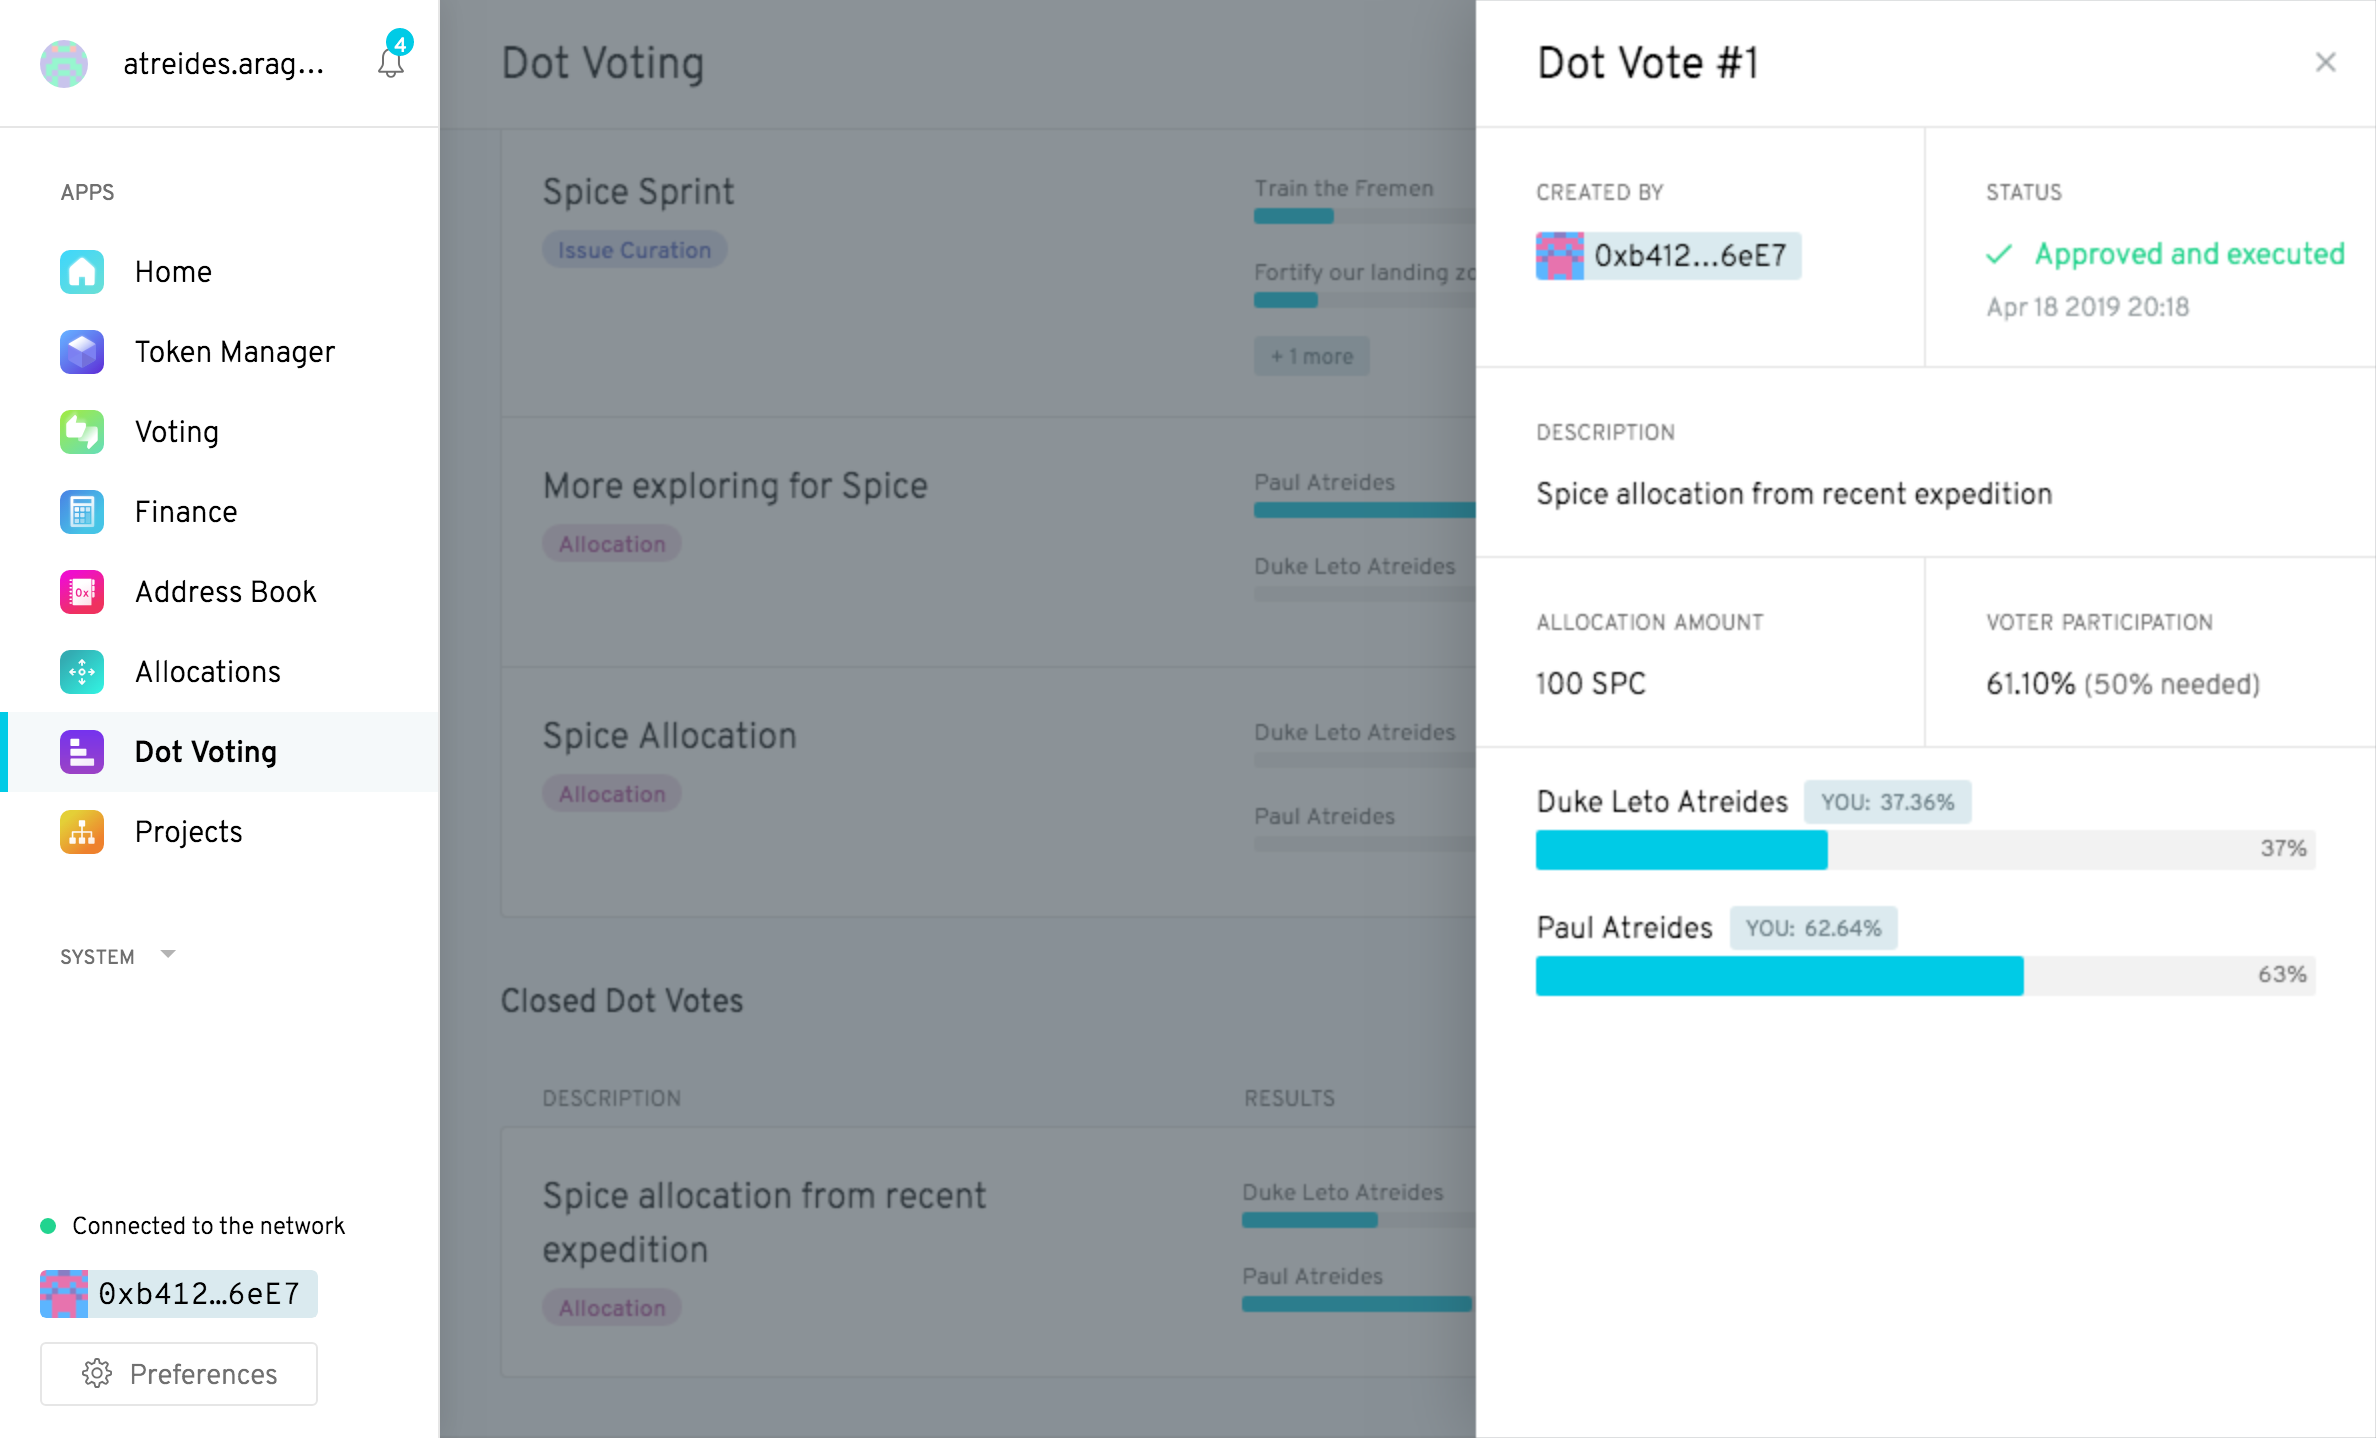 atreides.arag...
4
APPS
Home
Token Manager
Voting
Finance
Address Book
0x
Allocations
Dot Voting
Projects
SYSTEM
Connected to the network
0xb412…6eE7
Preferences
Dot Voting
Spice Sprint
Issue Curation
Train the Fremen
Fortify our landing zo
+ 1 more
More exploring for Spice
Allocation
Paul Atreides
Duke Leto Atreides
Spice Allocation
Allocation
Duke Leto Atreides
Paul Atreides
Closed Dot Votes
DESCRIPTION
RESULTS
Spice allocation from recent
expedition
Allocation
Duke Leto Atreides
Paul Atreides
Dot Vote #1
CREATED BY
0xb412...6eE7
STATUS
Approved and executed
Apr 18 2019 20:18
DESCRIPTION
Spice allocation from recent expedition
ALLOCATION AMOUNT
100 SPC
VOTER PARTICIPATION
61.10% (50% needed)
Duke Leto Atreides YOU: 37.36%
37%
Paul Atreides YOU: 62.64%
63%